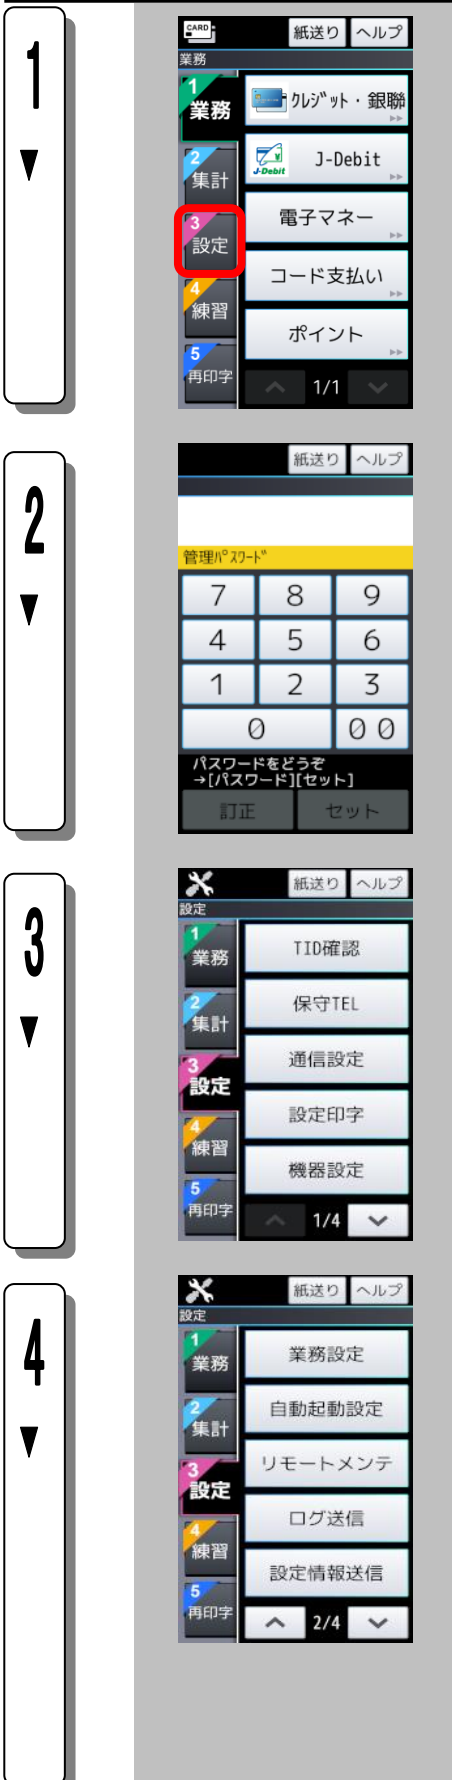 1
▼
CARD
紙送り ヘルプ
業務
1 業務
クレジット・銀聯
2 集計
J-Debit
J-Debit
3 設定
電子マネー
4 練習
コード支払い
5 再印字
ポイント
1/1
2
▼
紙送り ヘルプ
管理パスワード
7 8 9
4 5 6
1 2 3
0 00
パスワードをどうぞ
→[パスワード][セット]
訂正 セット
3
▼
紙送り ヘルプ
設定
1 業務
TID確認
2 集計
保守TEL
3 設定
通信設定
4 練習
設定印字
5 再印字
機器設定
1/4
4
▼
紙送り ヘルプ
設定
1 業務
業務設定
2 集計
自動起動設定
3 設定
リモートメンテ
4 練習
ログ送信
5 再印字
設定情報送信
2/4